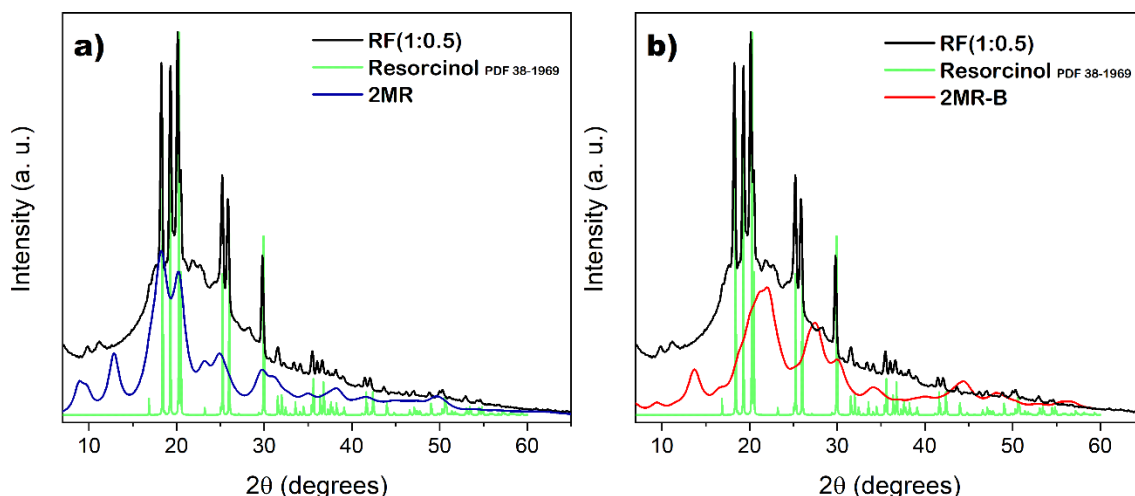 a)
RF(1:0.5)
Resorcinol PDF 38-1969
2MR
Intensity (a. u.)
10 20 30 40 50 60
2θ (degrees)
b)
RF(1:0.5)
Resorcinol PDF 38-1969
2MR-B
Intensity (a. u.)
10 20 30 40 50 60
2θ (degrees)